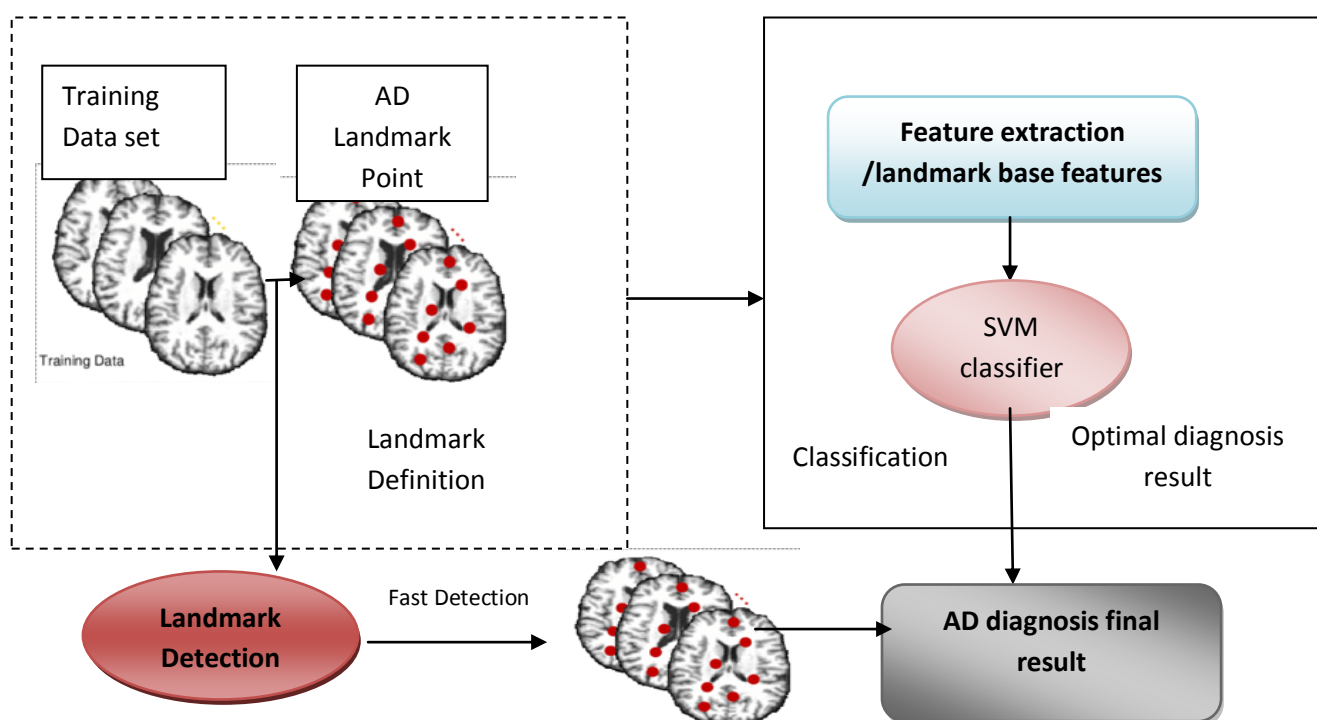 Training
Data set
AD
Landmark
Point
Training Data
Landmark
Definition
Feature extraction
/landmark base features
SVM
classifier
Classification
Optimal diagnosis
result
Landmark
Detection
Fast Detection
AD diagnosis final
result